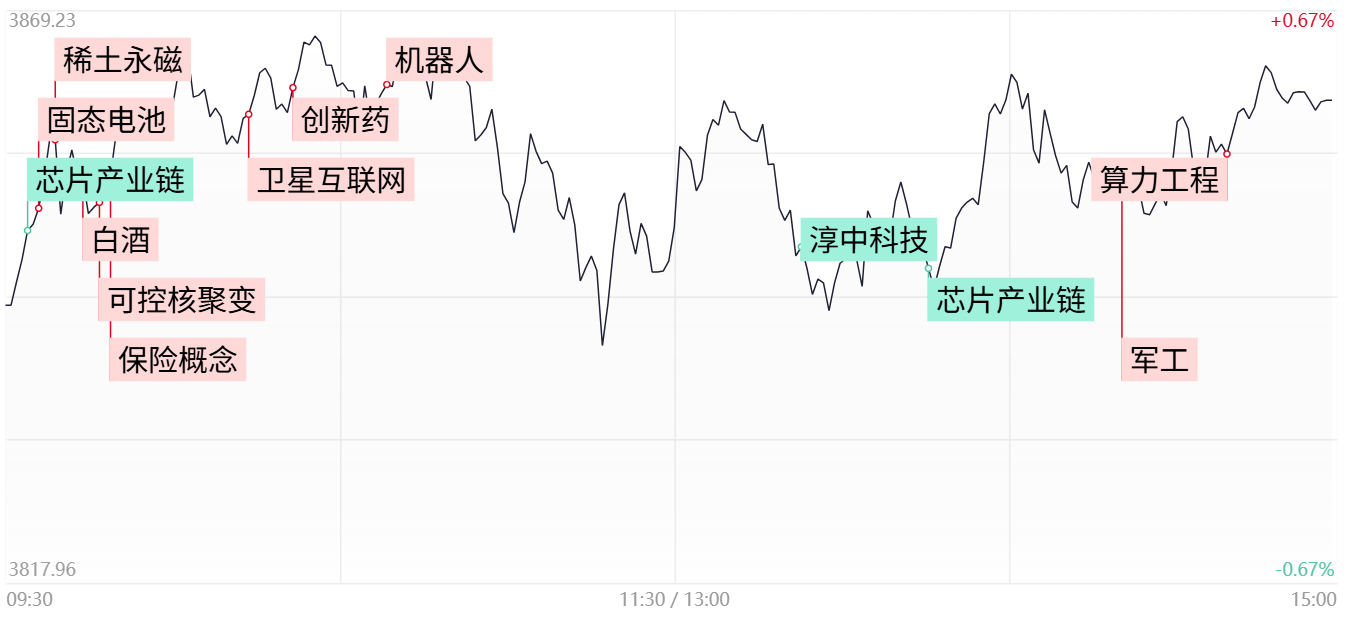 3869.23
+0.67%
稀土永磁
机器人
固态电池
创新药
芯片产业链
卫星互联网
算力工程
白酒
淳中科技
可控核聚变
芯片产业链
保险概念
军工
3817.96
-0.67%
09:30
11:30 / 13:00
15:00